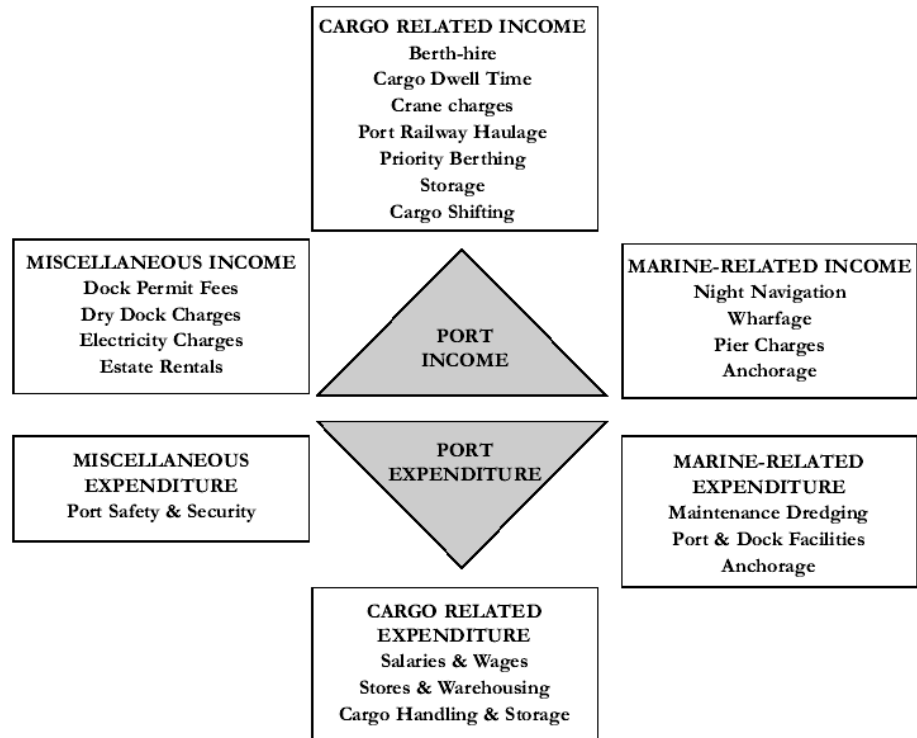 CARGO RELATED INCOME
Berth-hire
Cargo Dwell Time
Crane charges
Port Railway Haulage
Priority Berthing
Storage
Cargo Shifting
MISCELLANEOUS INCOME
Dock Permit Fees
Dry Dock Charges
Electricity Charges
Estate Rentals
PORT
INCOME
MARINE-RELATED INCOME
Night Navigation
Wharfage
Pier Charges
Anchorage
MISCELLANEOUS
EXPENDITURE
Port Safety & Security
PORT
EXPENDITURE
MARINE-RELATED
EXPENDITURE
Maintenance Dredging
Port & Dock Facilities
Anchorage
CARGO RELATED
EXPENDITURE
Salaries & Wages
Stores & Warehousing
Cargo Handling & Storage